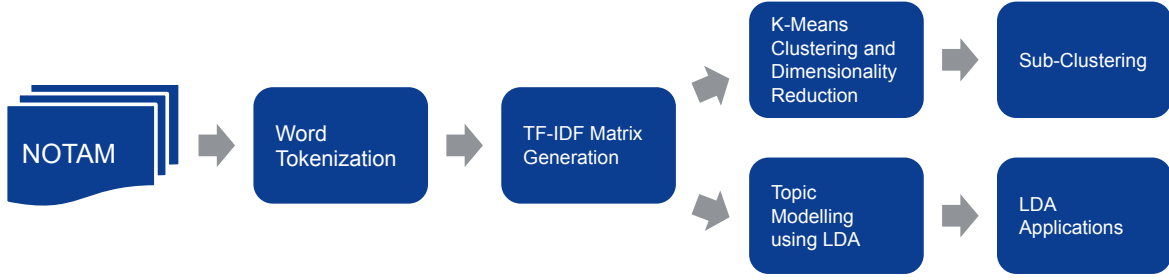 NOTAM
Word
Tokenization
TF-IDF Matrix
Generation
K-Means
Clustering and
Dimensionality
Reduction
Sub-Clustering
Topic
Modelling
using LDA
LDA
Applications